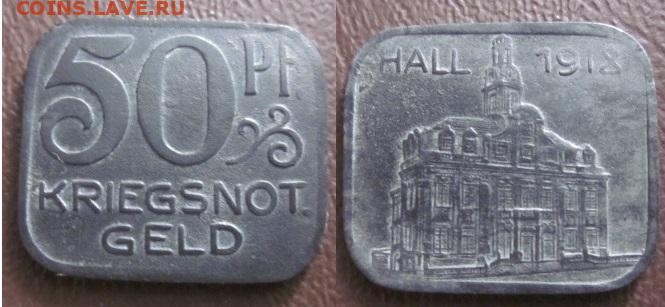 COINS.LAVE.RU
50 Pf.
KRIEGSNOT.
GELD
HALL 1918